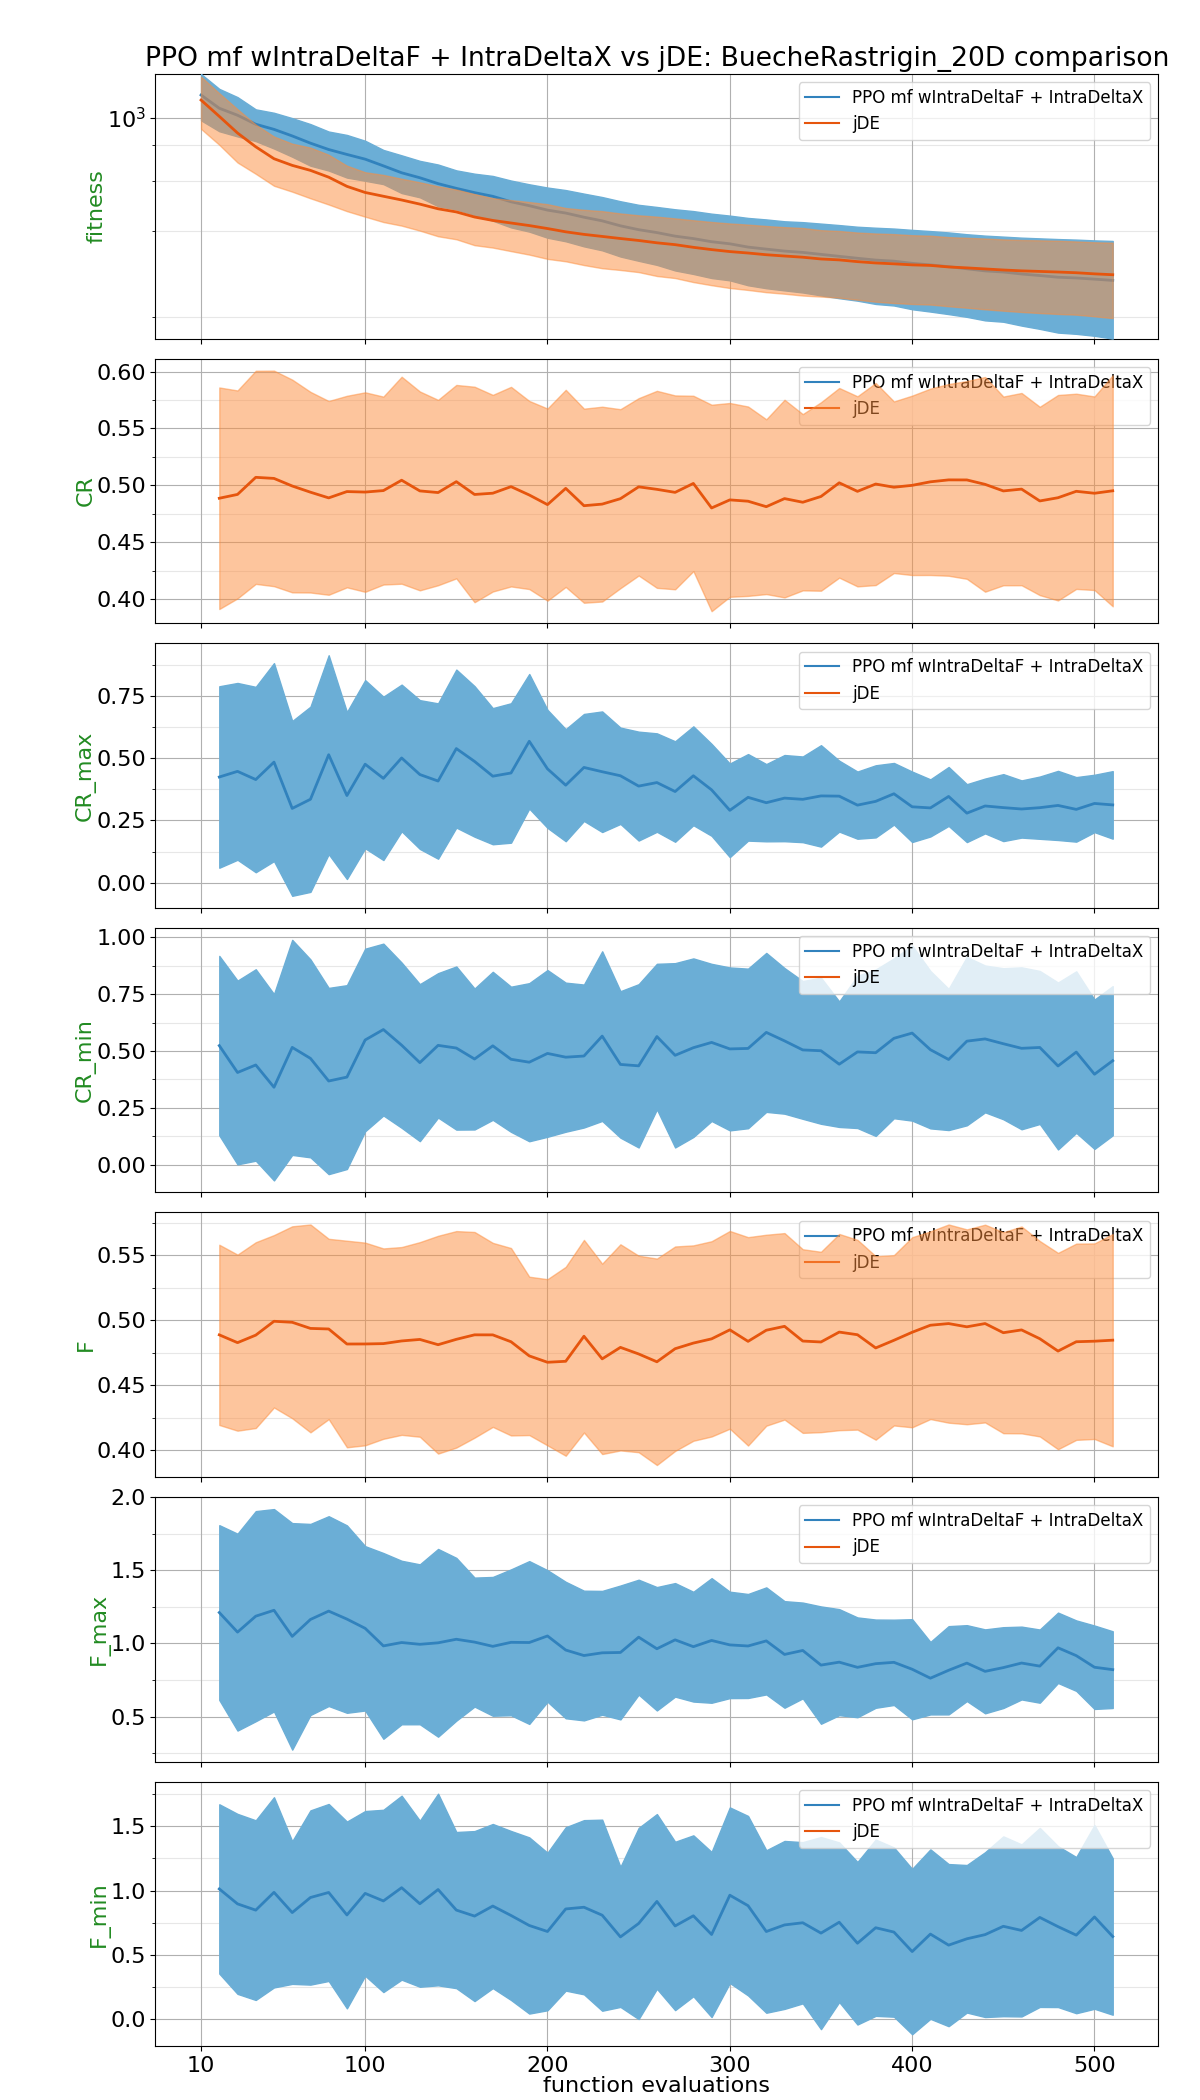 PPO mf wIntraDeltaF + IntraDeltaX vs jDE: BuecheRastrigin_20D comparison
10³
fitness
PPO mf wIntraDeltaF + IntraDeltaX
jDE
0.60
0.55
0.50
0.45
0.40
CR
PPO mf wIntraDeltaF + IntraDeltaX
jDE
0.75
0.50
0.25
0.00
CR_max
PPO mf wIntraDeltaF + IntraDeltaX
jDE
1.00
0.75
0.50
0.25
0.00
CR_min
PPO mf wIntraDeltaF + IntraDeltaX
jDE
0.55
0.50
0.45
0.40
F
PPO mf wIntraDeltaF + IntraDeltaX
jDE
2.0
1.5
1.0
0.5
F_max
PPO mf wIntraDeltaF + IntraDeltaX
jDE
1.5
1.0
0.5
0.0
F_min
PPO mf wIntraDeltaF + IntraDeltaX
jDE
10 100 200 300 400 500
function evaluations